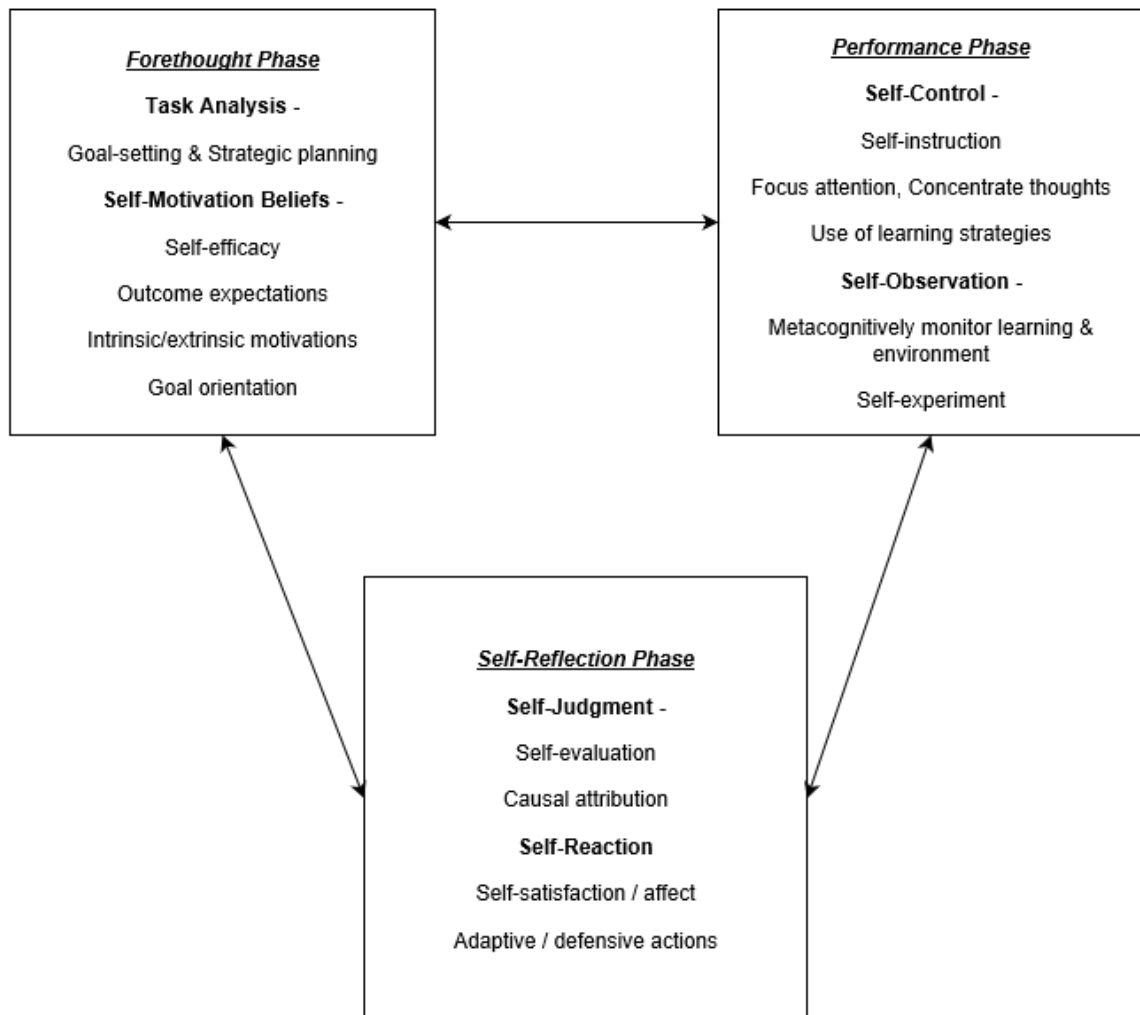 Forethought Phase
Task Analysis -
Goal-setting & Strategic planning
Self-Motivation Beliefs -
Self-efficacy
Outcome expectations
Intrinsic/extrinsic motivations
Goal orientation
Performance Phase
Self-Control -
Self-instruction
Focus attention, Concentrate thoughts
Use of learning strategies
Self-Observation -
Metacognitively monitor learning &
environment
Self-experiment
Self-Reflection Phase
Self-Judgment -
Self-evaluation
Causal attribution
Self-Reaction
Self-satisfaction / affect
Adaptive / defensive actions